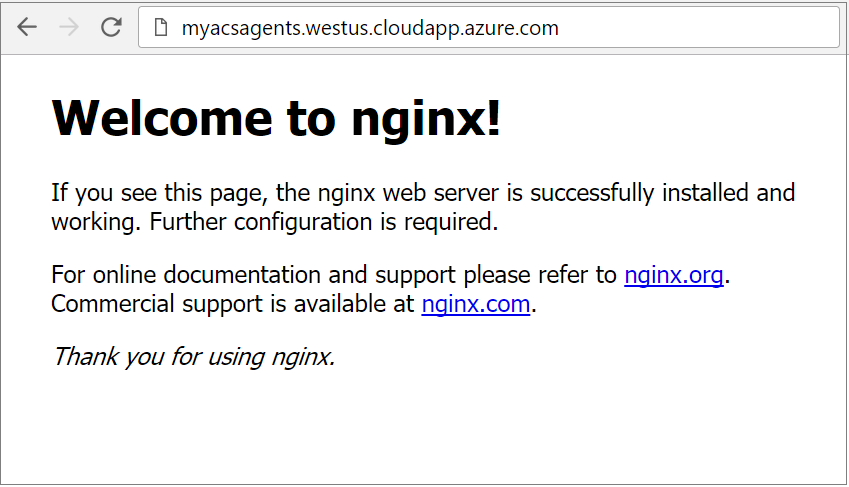 myacsagents.westus.cloudapp.azure.com
Welcome to nginx!
If you see this page, the nginx web server is successfully installed and
working. Further configuration is required.
For online documentation and support please refer to nginx.org.
Commercial support is available at nginx.com.
Thank you for using nginx.